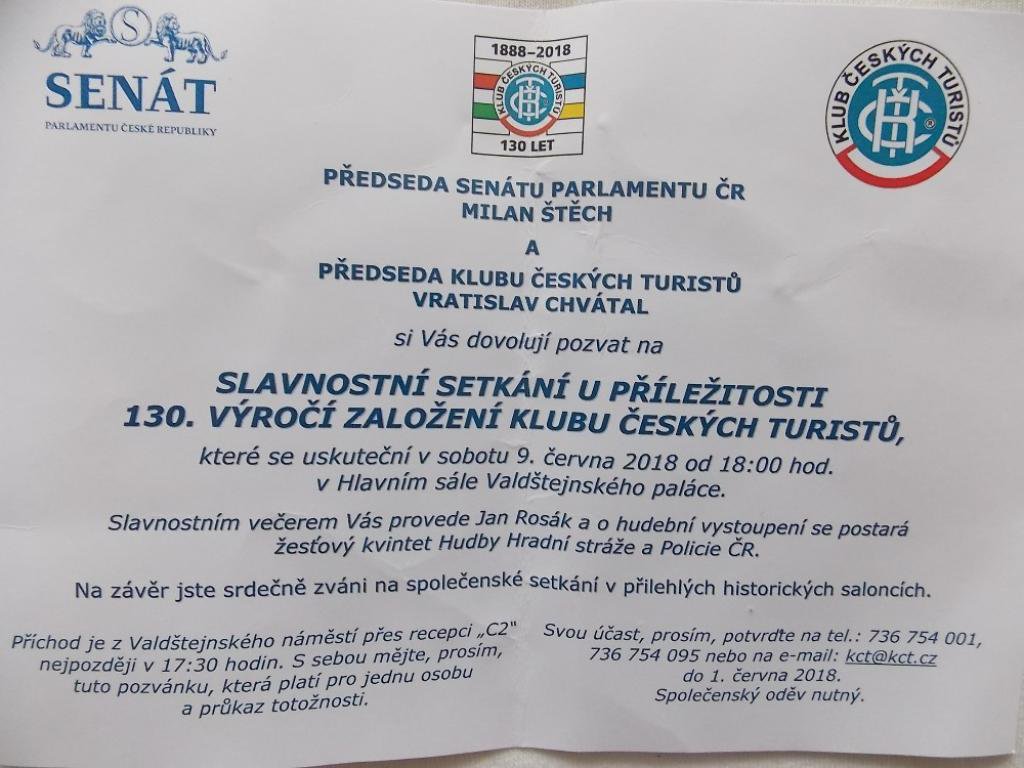 S
SENÁT
PARLAMENTU ČESKÉ REPUBLIKY
1888–2018
KLUB ČESKÝCH TURISTŮ
130 LET
KLUB ČESKÝCH TURISTŮ
®
PŘEDSEDA SENÁTU PARLAMENTU ČR
MILAN ŠTĚCH
A
PŘEDSEDA KLUBU ČESKÝCH TURISTŮ
VRATISLAV CHVÁTAL
si Vás dovolují pozvat na
SLAVNOSTNÍ SETKÁNÍ U PŘÍLEŽITOSTI
130. VÝROČÍ ZALOŽENÍ KLUBU ČESKÝCH TURISTŮ,
které se uskuteční v sobotu 9. června 2018 od 18:00 hod.
v Hlavním sále Valdštejnského paláce.
Slavnostním večerem Vás provede Jan Rosák a o hudební vystoupení se postará
žesťový kvintet Hudby Hradní stráže a Policie ČR.
Na závěr jste srdečně zváni na společenské setkání v přilehlých historických saloncích.
Příchod je z Valdštejnského náměstí přes recepci „C2“
nejpozději v 17:30 hodin. S sebou mějte, prosím,
tuto pozvánku, která platí pro jednu osobu
a průkaz totožnosti.
Svou účast, prosím, potvrďte na tel.: 736 754 001,
736 754 095 nebo na e-mail: kct@kct.cz
do 1. června 2018.
Společenský oděv nutný.